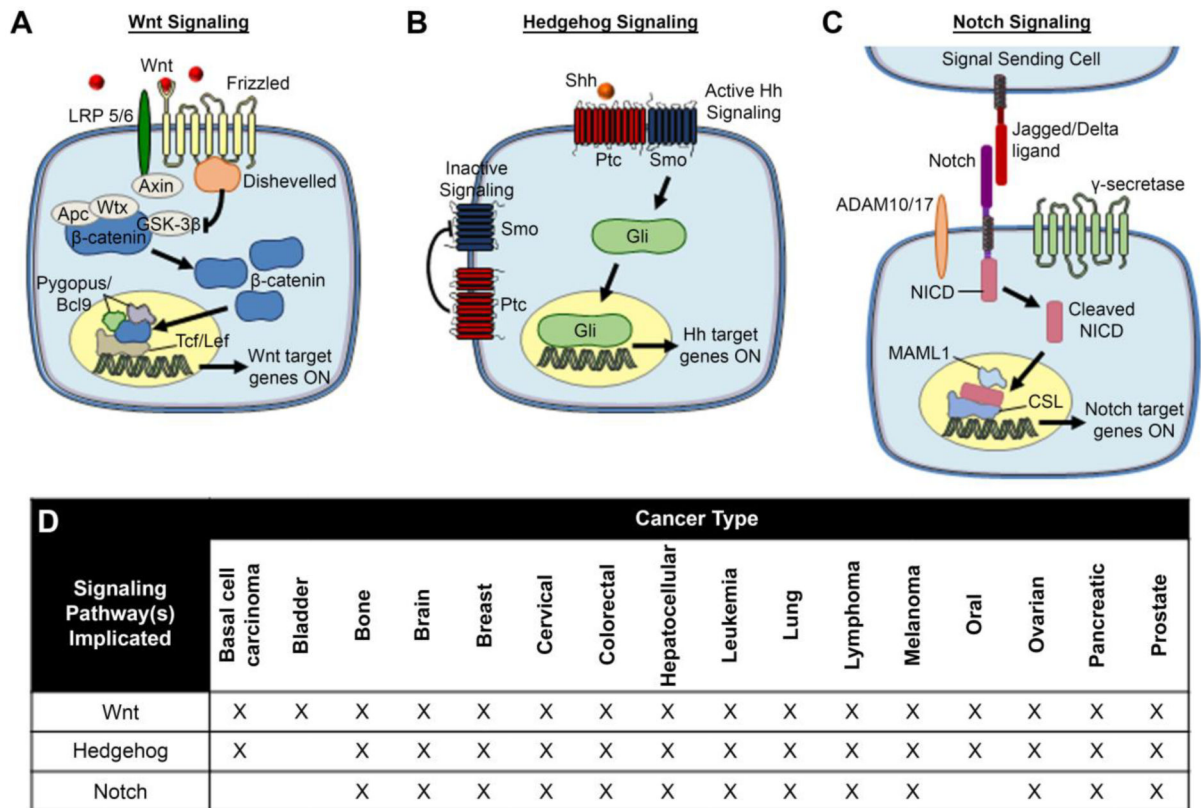 A
Wnt Signaling
Wnt
Frizzled
LRP 5/6
Axin
Dishevelled
Apc
Wtx
GSK-3β
β-catenin
β-catenin
Pygopus/
Bcl9
Tcf/Lef
Wnt target
genes ON
B
Hedgehog Signaling
Shh
Active Hh
Signaling
Ptc
Smo
Inactive
Signaling
Smo
Gli
Ptc
Gli
Hh target
genes ON
C
Notch Signaling
Signal Sending Cell
Jagged/Delta
ligand
Notch
γ-secretase
ADAM10/17
NICD
Cleaved
NICD
MAML1
CSL
Notch target
genes ON
D
Cancer Type
Signaling
Pathway(s)
Implicated
Basal cell
carcinoma
Bladder
Bone
Brain
Breast
Cervical
Colorectal
Hepatocellular
Leukemia
Lung
Lymphoma
Melanoma
Oral
Ovarian
Pancreatic
Prostate
Wnt X X X X X X X X X X X X X X X X
Hedgehog X X X X X X X X X X X X X X X
Notch X X X X X X X X X X X X X